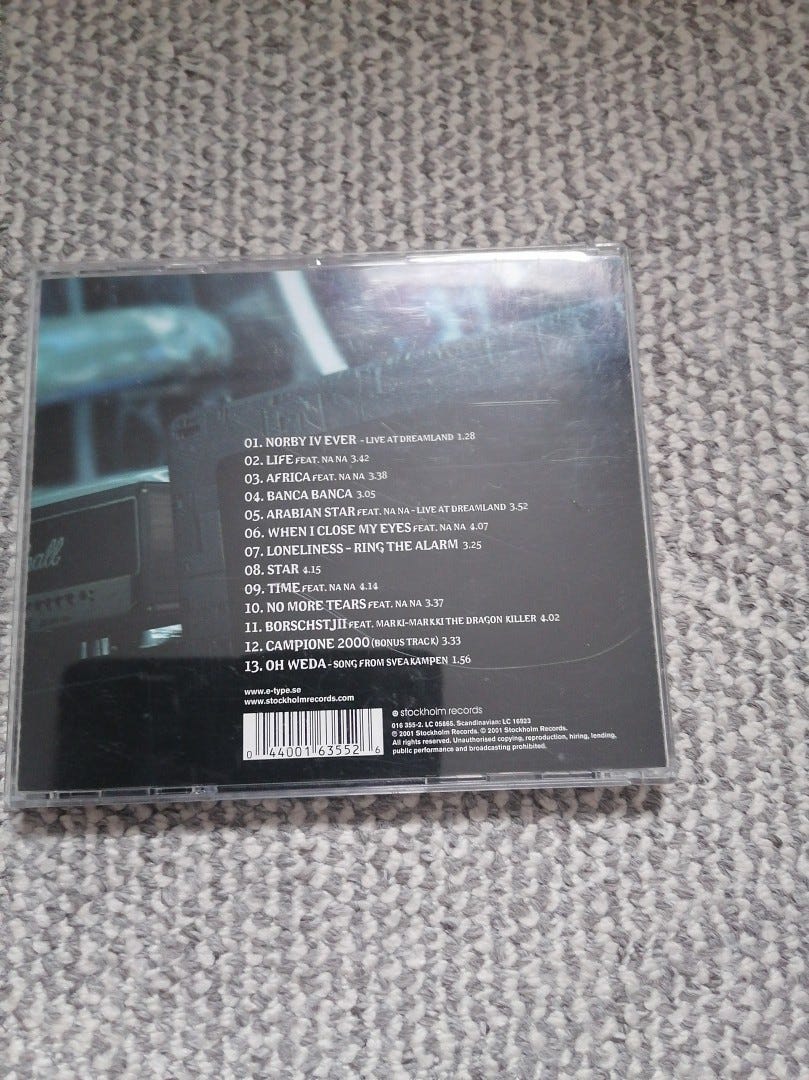 01. NORBY IV EVER - LIVE AT DREAMLAND 1.28
02. LIFE FEAT. NA NA 3.42
03. AFRICA FEAT. NA NA 3.38
04. BANCA BANCA 3.05
05. ARABIAN STAR FEAT. NA NA - LIVE AT DREAMLAND 3.52
06. WHEN I CLOSE MY EYES FEAT. NA NA 4.07
07. LONELINESS - RING THE ALARM 3.25
08. STAR 4.15
09. TIME FEAT. NA NA 4.14
10. NO MORE TEARS FEAT. NA NA 3.37
11. BORSCHSTJII FEAT. MARKI-MARKKI THE DRAGON KILLER 4.02
12. CAMPIONE 2000 (BONUS TRACK) 3.33
13. OH WEDA - SONG FROM SVEAKAMPEN 1.56
www.e-type.se
www.stockholmrecords.com
stockholm records
016 355-2. LC 05865. Scandinavian: LC 16923
℗ 2001 Stockholm Records. © 2001 Stockholm Records.
All rights reserved. Unauthorised copying, reproduction, hiring, lending,
public performance and broadcasting prohibited.
0 44001 63552 6
all